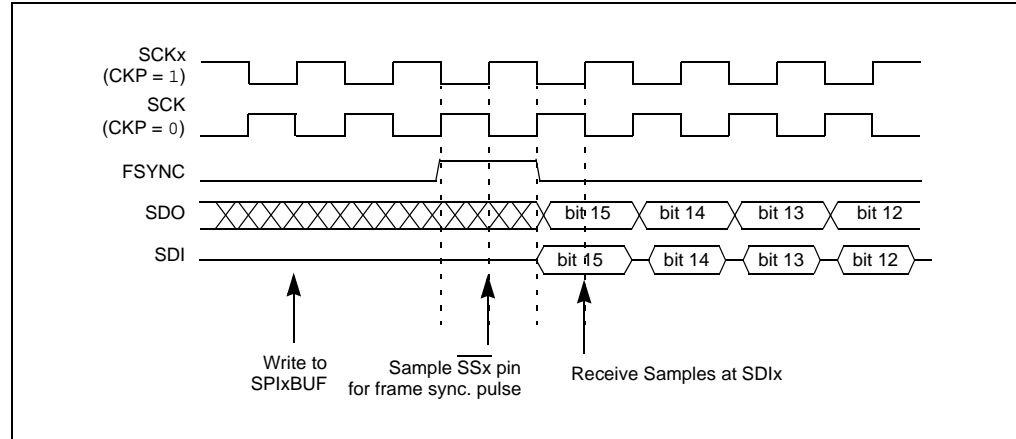 SCKx
(CKP = 1)
SCK
(CKP = 0)
FSYNC
SDO
bit 15 bit 14 bit 13 bit 12
SDI
bit 15 bit 14 bit 13 bit 12
Write to
SPIxBUF
Sample SSx pin
for frame sync. pulse
Receive Samples at SDIx